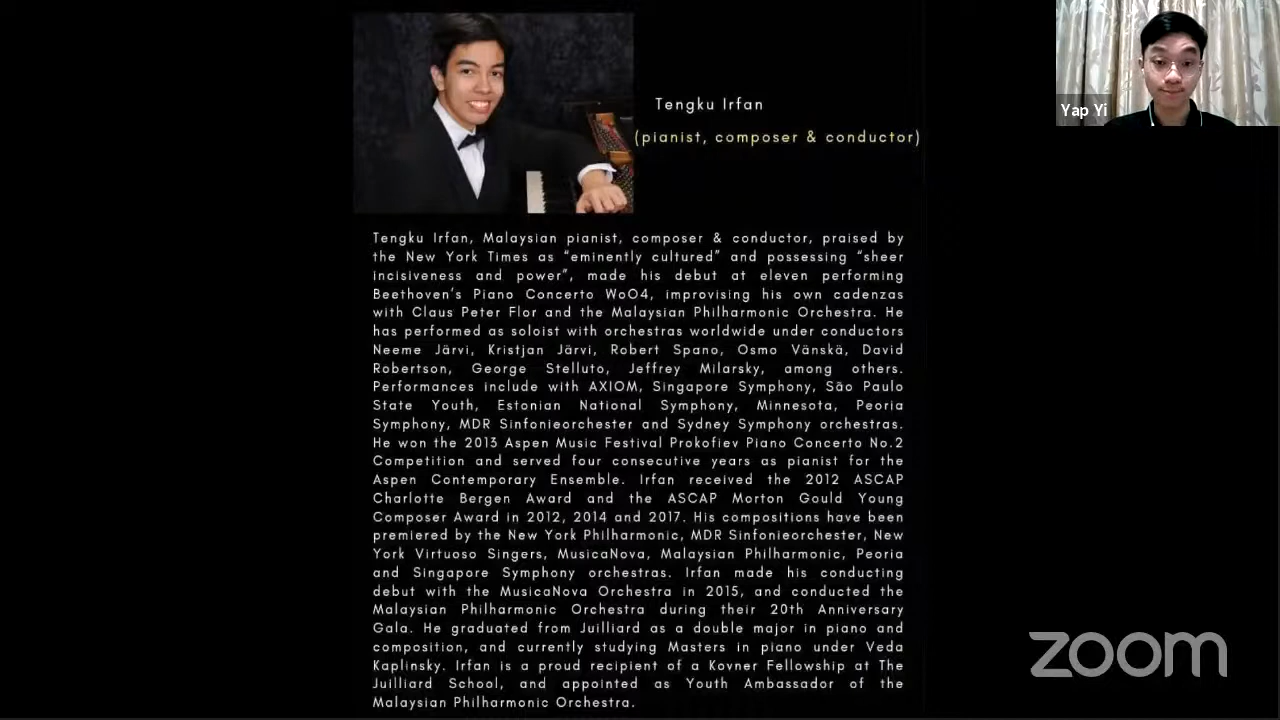 Tengku Irfan
(pianist, composer & conductor)
Yap Yi
Tengku Irfan, Malaysian pianist, composer & conductor, praised by
the New York Times as “eminently cultured” and possessing “sheer
incisiveness and power”, made his debut at eleven performing
Beethoven’s Piano Concerto WoO4, improvising his own cadenzas
with Claus Peter Flor and the Malaysian Philharmonic Orchestra. He
has performed as soloist with orchestras worldwide under conductors
Neeme Järvi, Kristjan Järvi, Robert Spano, Osmo Vänskä, David
Robertson, George Stelluto, Jeffrey Milarsky, among others.
Performances include with AXIOM, Singapore Symphony, São Paulo
State Youth, Estonian National Symphony, Minnesota, Peoria
Symphony, MDR Sinfonieorchester and Sydney Symphony orchestras.
He won the 2013 Aspen Music Festival Prokofiev Piano Concerto No.2
Competition and served four consecutive years as pianist for the
Aspen Contemporary Ensemble. Irfan received the 2012 ASCAP
Charlotte Bergen Award and the ASCAP Morton Gould Young
Composer Award in 2012, 2014 and 2017. His compositions have been
premiered by the New York Philharmonic, MDR Sinfonieorchester, New
York Virtuoso Singers, MusicaNova, Malaysian Philharmonic, Peoria
and Singapore Symphony orchestras. Irfan made his conducting
debut with the MusicaNova Orchestra in 2015, and conducted the
Malaysian Philharmonic Orchestra during their 20th Anniversary
Gala. He graduated from Juilliard as a double major in piano and
composition, and currently studying Masters in piano under Veda
Kaplinsky. Irfan is a proud recipient of a Kovner Fellowship at The
Juilliard School, and appointed as Youth Ambassador of the
Malaysian Philharmonic Orchestra.
zoom